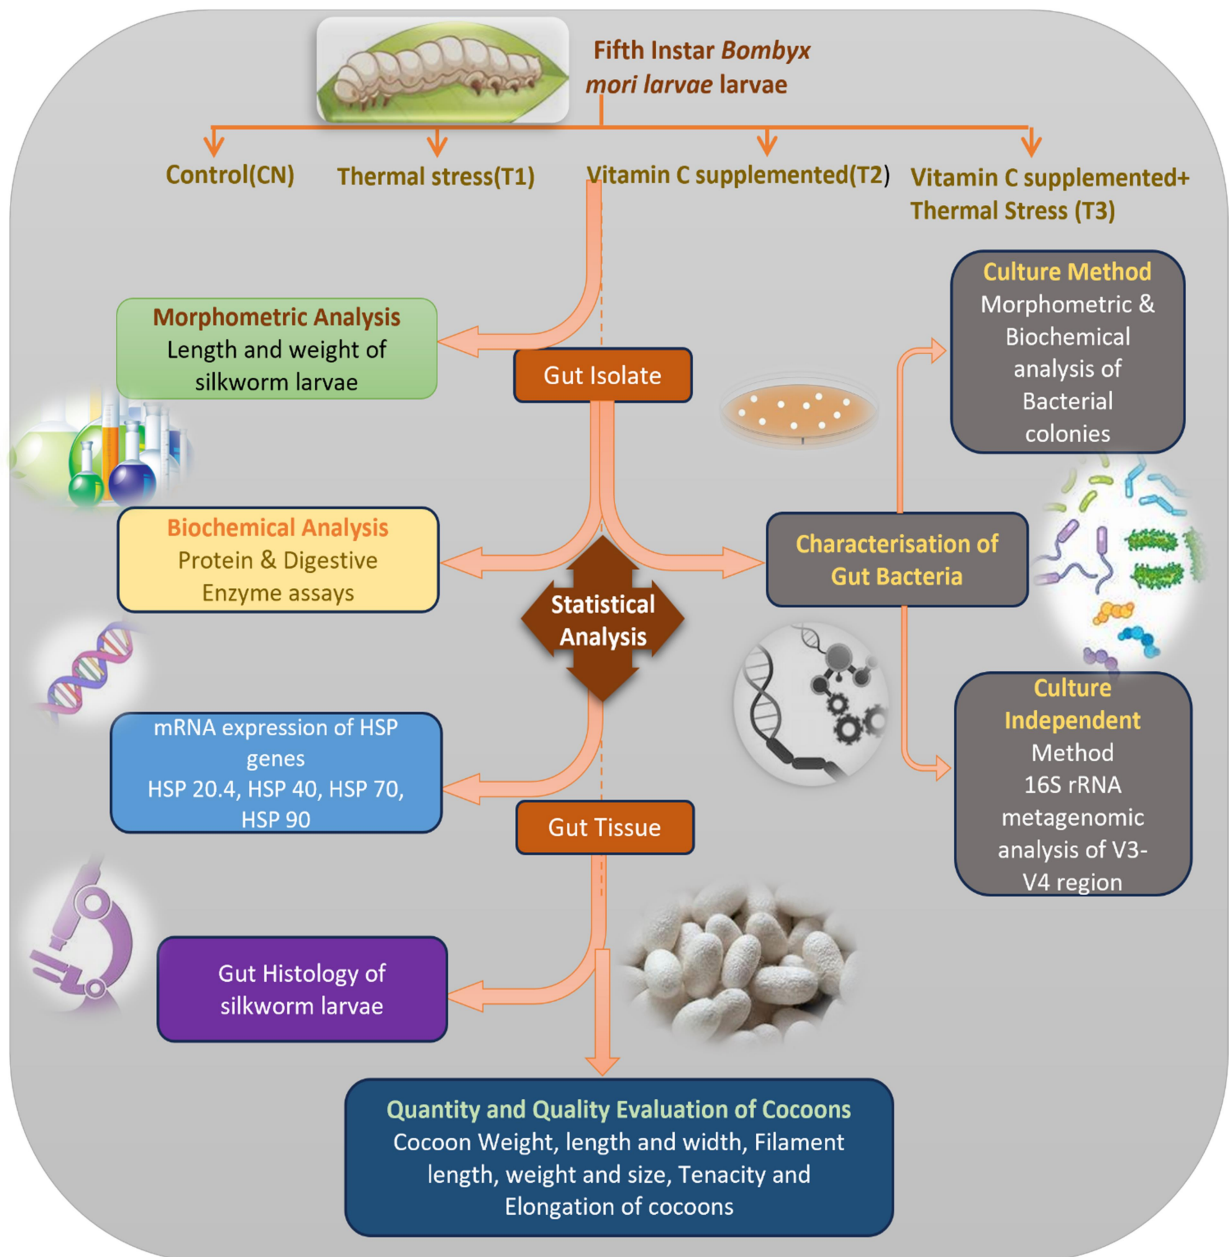 Fifth Instar Bombyx
mori larvae larvae
Control(CN)
Thermal stress(T1)
Vitamin C supplemented(T2)
Vitamin C supplemented+
Thermal Stress (T3)
Culture Method
Morphometric &
Biochemical
analysis of
Bacterial
colonies
Morphometric Analysis
Length and weight of
silkworm larvae
Gut Isolate
Biochemical Analysis
Protein & Digestive
Enzyme assays
Characterisation of
Gut Bacteria
Statistical
Analysis
mRNA expression of HSP
genes
HSP 20.4, HSP 40, HSP 70,
HSP 90
Culture
Independent
Method
16S rRNA
metagenomic
analysis of V3-
V4 region
Gut Tissue
Gut Histology of
silkworm larvae
Quantity and Quality Evaluation of Cocoons
Cocoon Weight, length and width, Filament
length, weight and size, Tenacity and
Elongation of cocoons